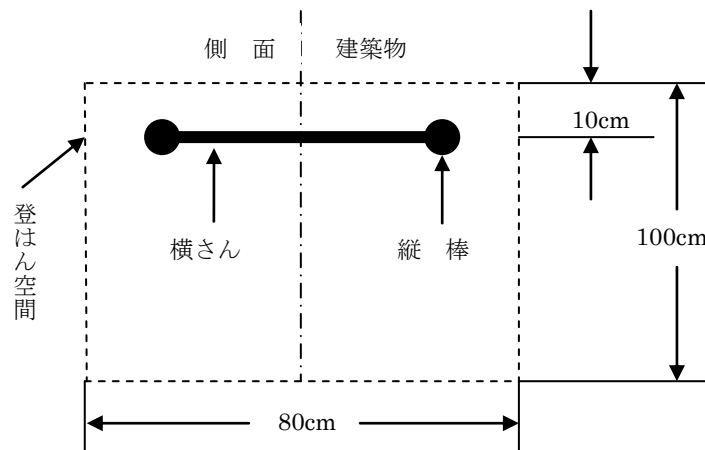 側　面　建築物
10cm
登はん空間
横さん
縦　棒
100cm
80cm